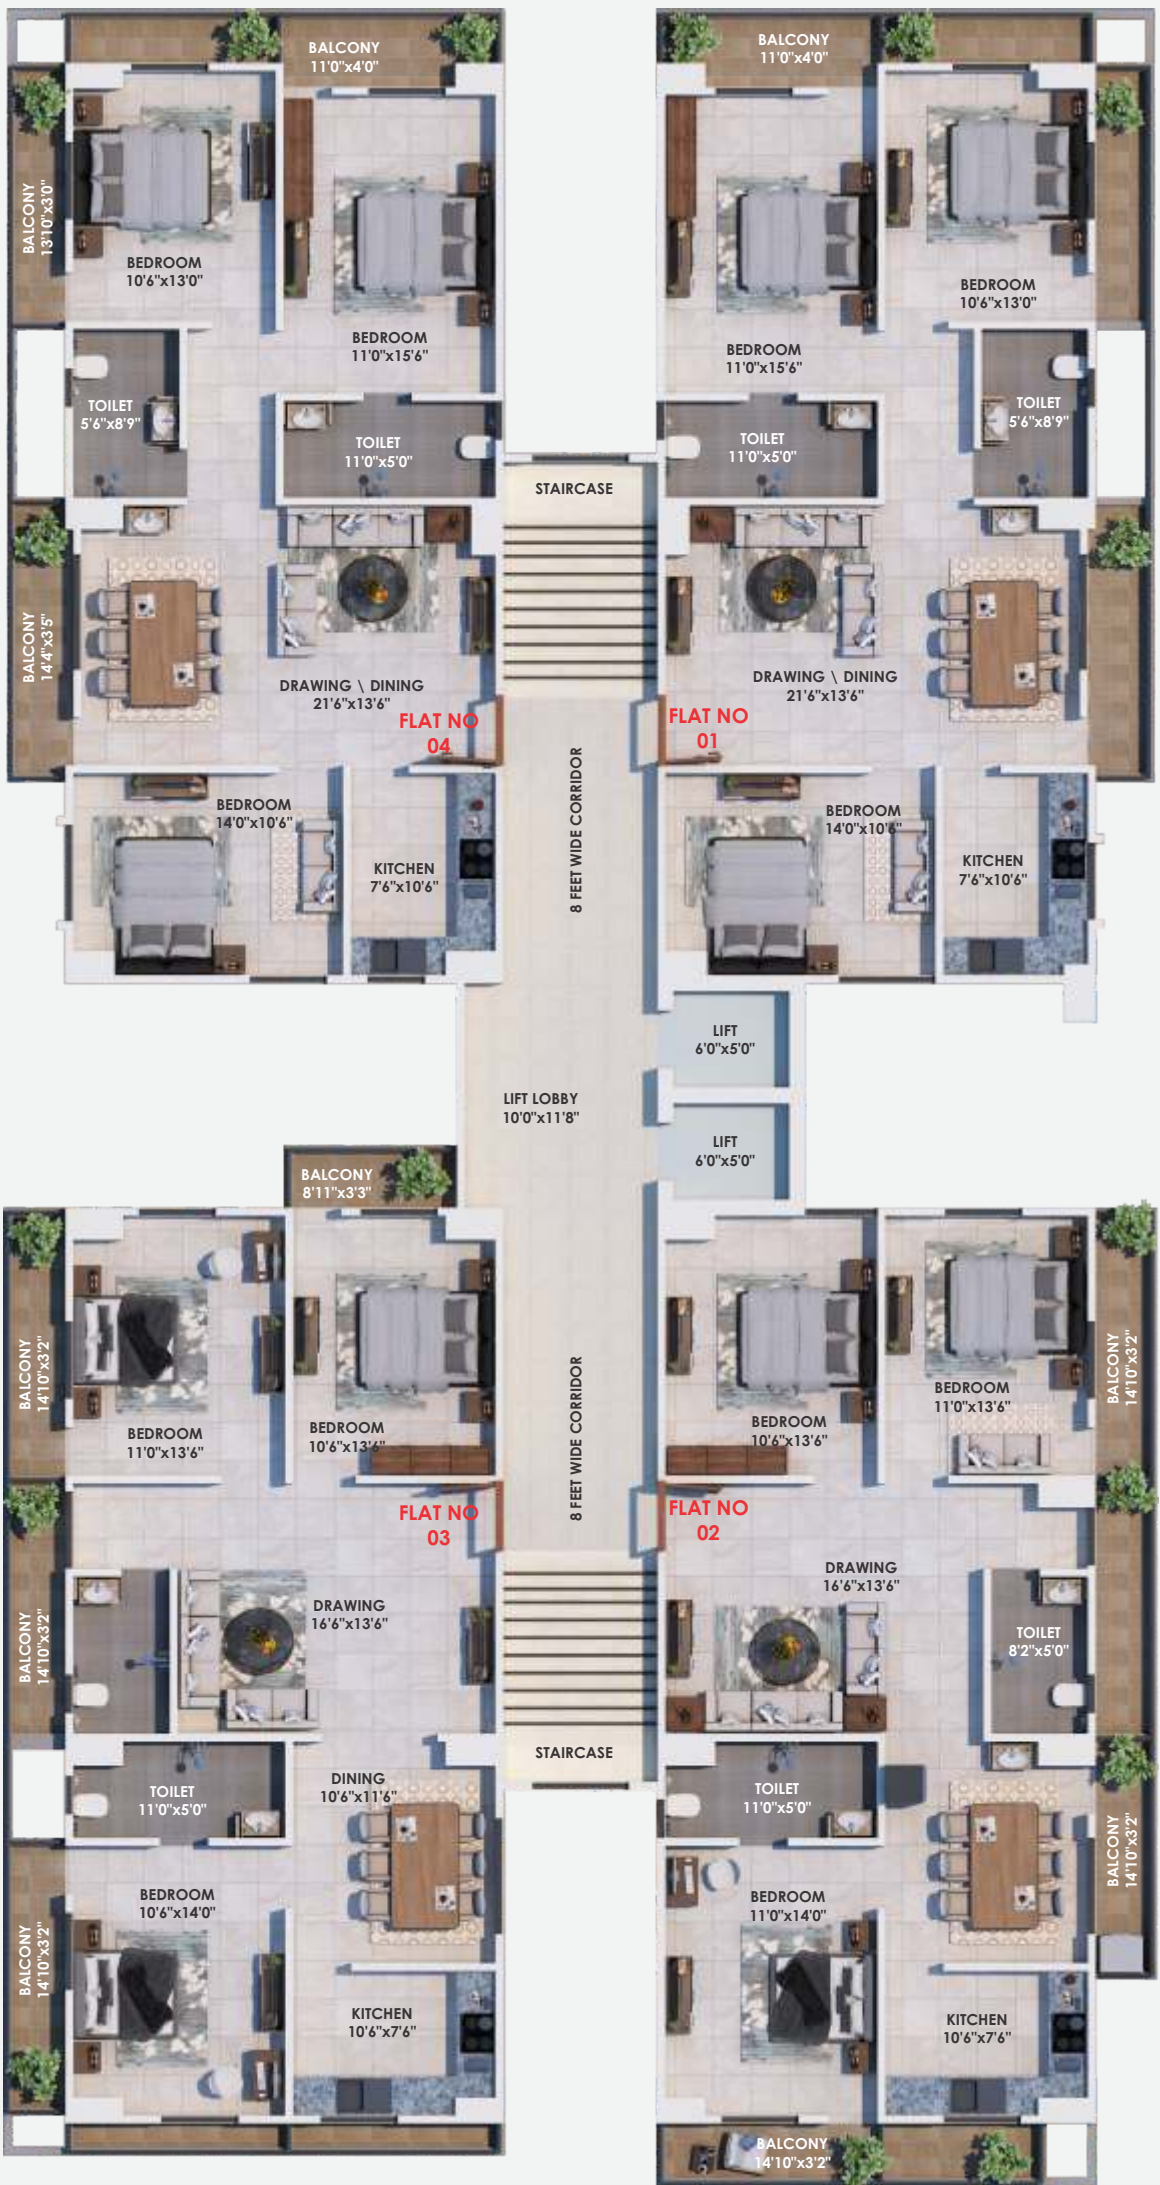 BALCONY
11'0"x4'0"
BALCONY
11'0"x4'0"
BALCONY
13'10"x3'0"
BEDROOM
10'6"x13'0"
BEDROOM
11'0"x15'6"
BEDROOM
11'0"x15'6"
BEDROOM
10'6"x13'0"
TOILET
5'6"x8'9"
TOILET
11'0"x5'0"
TOILET
11'0"x5'0"
TOILET
5'6"x8'9"
STAIRCASE
BALCONY
14'4"x3'5"
DRAWING \ DINING
21'6"x13'6"
FLAT NO
04
DRAWING \ DINING
21'6"x13'6"
FLAT NO
01
8 FEET WIDE CORRIDOR
BEDROOM
14'0"x10'6"
KITCHEN
7'6"x10'6"
BEDROOM
14'0"x10'6"
KITCHEN
7'6"x10'6"
LIFT
6'0"x5'0"
LIFT LOBBY
10'0"x11'8"
LIFT
6'0"x5'0"
BALCONY
8'11"x3'3"
BALCONY
14'10"x3'2"
BEDROOM
11'0"x13'6"
BEDROOM
10'6"x13'6"
8 FEET WIDE CORRIDOR
BEDROOM
10'6"x13'6"
BEDROOM
11'0"x13'6"
BALCONY
14'10"x3'2"
FLAT NO
03
FLAT NO
02
BALCONY
14'10"x3'2"
DRAWING
16'6"x13'6"
DRAWING
16'6"x13'6"
TOILET
8'2"x5'0"
STAIRCASE
TOILET
11'0"x5'0"
DINING
10'6"x11'6"
TOILET
11'0"x5'0"
BALCONY
14'10"x3'2"
BEDROOM
10'6"x14'0"
BEDROOM
11'0"x14'0"
BALCONY
14'10"x3'2"
KITCHEN
10'6"x7'6"
KITCHEN
10'6"x7'6"
BALCONY
14'10"x3'2"